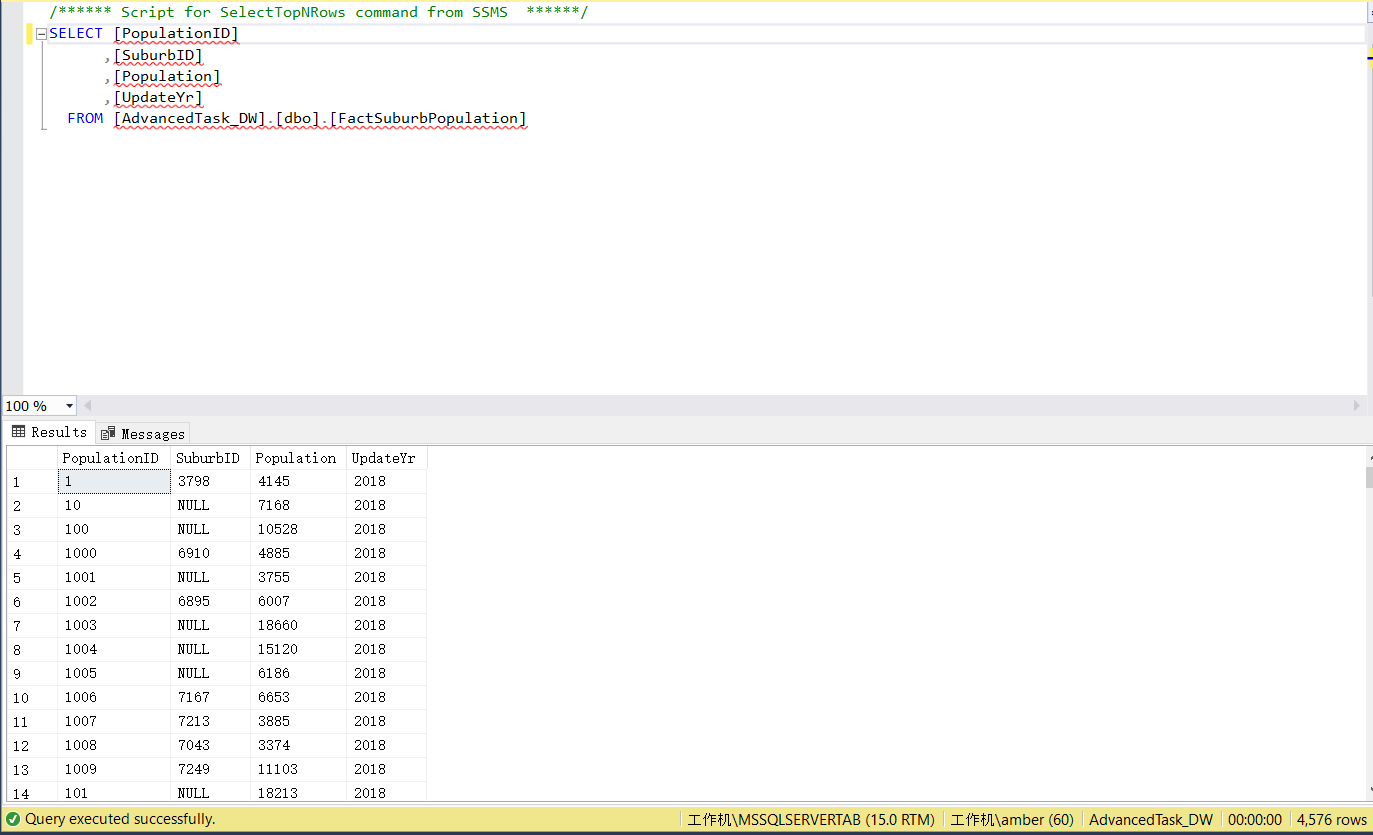 /****** Script for SelectTopNRows command from SSMS  ******/
SELECT [PopulationID]
,[SuburbID]
,[Population]
,[UpdateYr]
FROM [AdvancedTask_DW].[dbo].[FactSuburbPopulation]
100 %
Results Messages
PopulationID SuburbID Population UpdateYr
1 1 3798 4145 2018
2 10 NULL 7168 2018
3 100 NULL 10528 2018
4 1000 6910 4885 2018
5 1001 NULL 3755 2018
6 1002 6895 6007 2018
7 1003 NULL 18660 2018
8 1004 NULL 15120 2018
9 1005 NULL 6186 2018
10 1006 7167 6653 2018
11 1007 7213 3885 2018
12 1008 7043 3374 2018
13 1009 7249 11103 2018
14 101 NULL 18213 2018
Query executed successfully. 工作机\MSSQLSERVERTAB (15.0 RTM) 工作机\amber (60) AdvancedTask_DW 00:00:00 4,576 rows